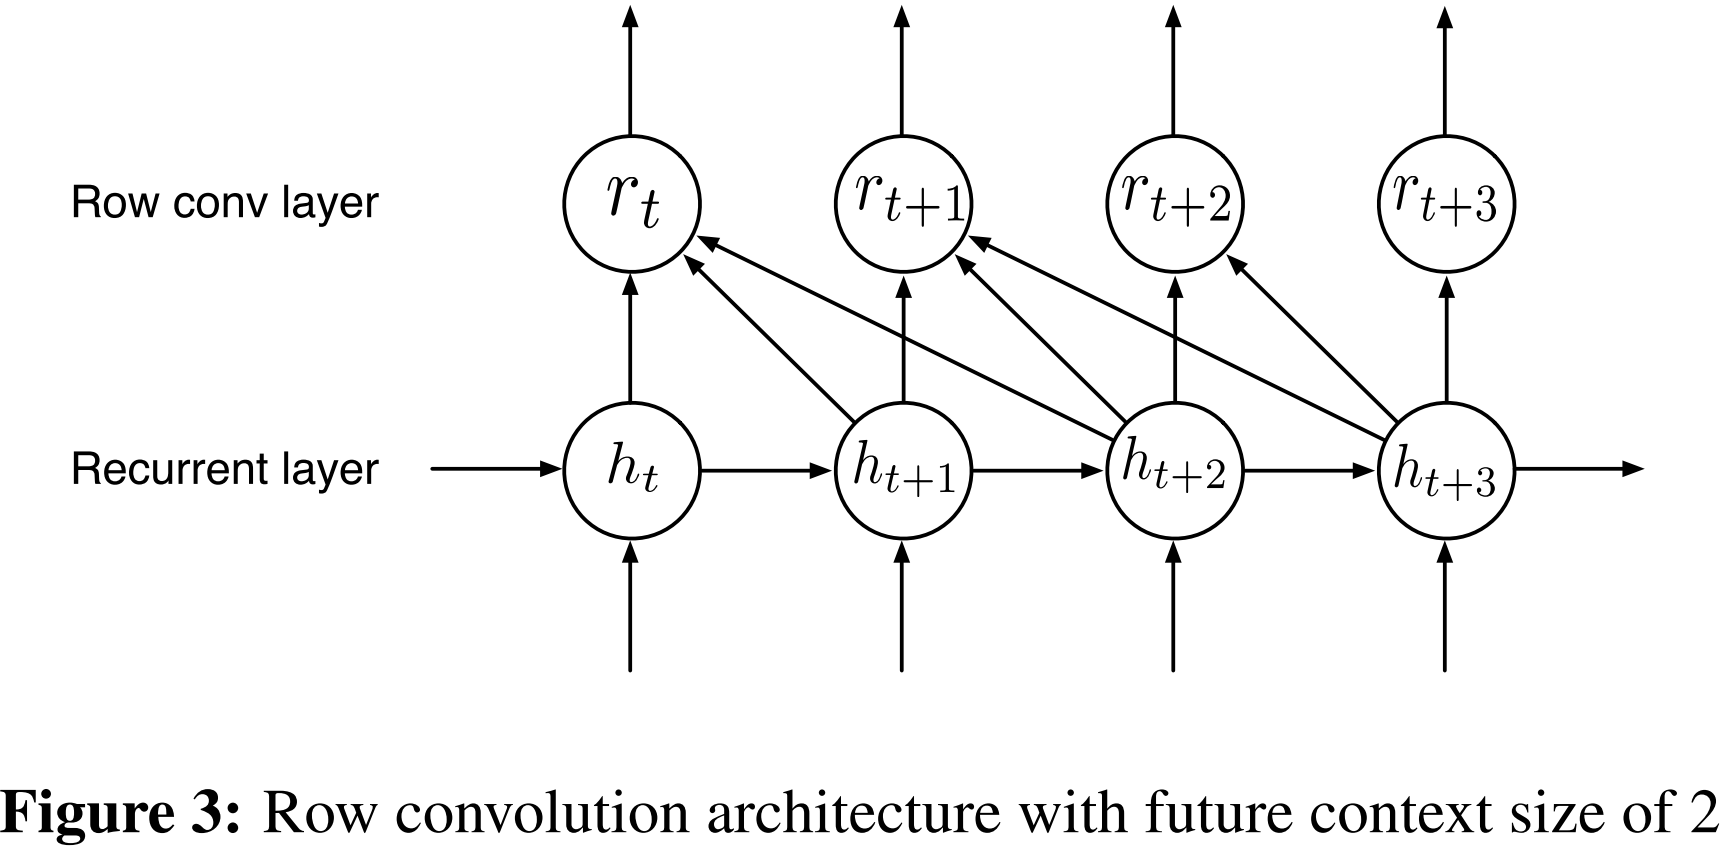 Row conv layer
r_t r_{t+1} r_{t+2} r_{t+3}
Recurrent layer
h_t h_{t+1} h_{t+2} h_{t+3}
Figure 3: Row convolution architecture with future context size of 2